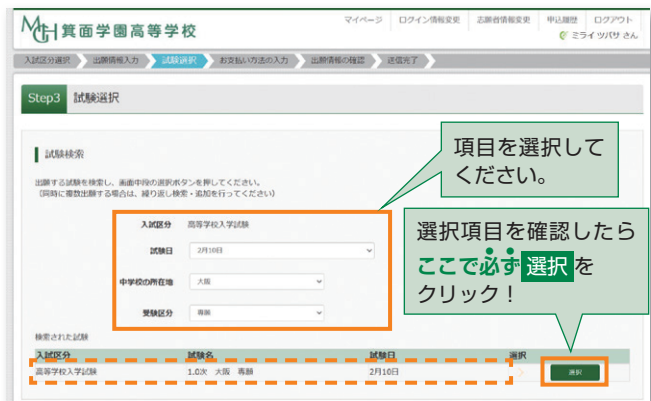 MGH 箕面学園高等学校
マイページ ログイン情報変更 志願者情報変更 申込履歴 ログアウト
ミライ ツバサ さん
入試区分選択 出願情報入力 試験選択 お支払い方法の入力 出願情報の確認 送信完了
Step3 試験選択
試験検索
出願する試験を検索し、画面中段の選択ボタンを押してください。
(同時に複数出願する場合は、繰り返し検索・追加を行ってください)
項目を選択して
ください。
入試区分 高等学校入学試験
試験日 2月10日
中学校の所在地 大阪
受験区分 専願
選択項目を確認したら
ここで必ず 選択 を
クリック！
検索された試験
入試区分 試験名 試験日 選択
高等学校入学試験 1.0次 大阪 専願 2月10日 選択